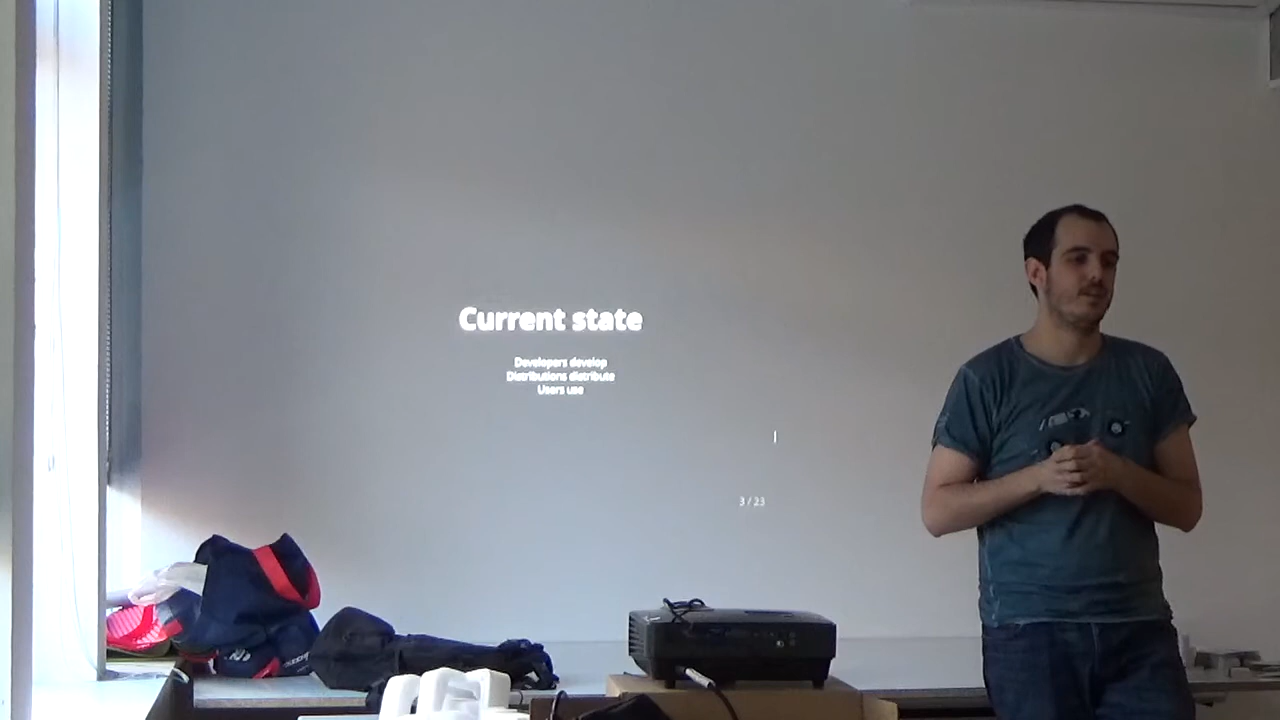 Current state
Developers develop
Distributions distribute
Users use
3 / 23